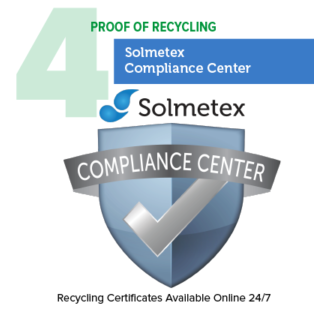 4
PROOF OF RECYCLING
Solmetex
Compliance Center
Solmetex
COMPLIANCE CENTER
Recycling Certificates Available Online 24/7